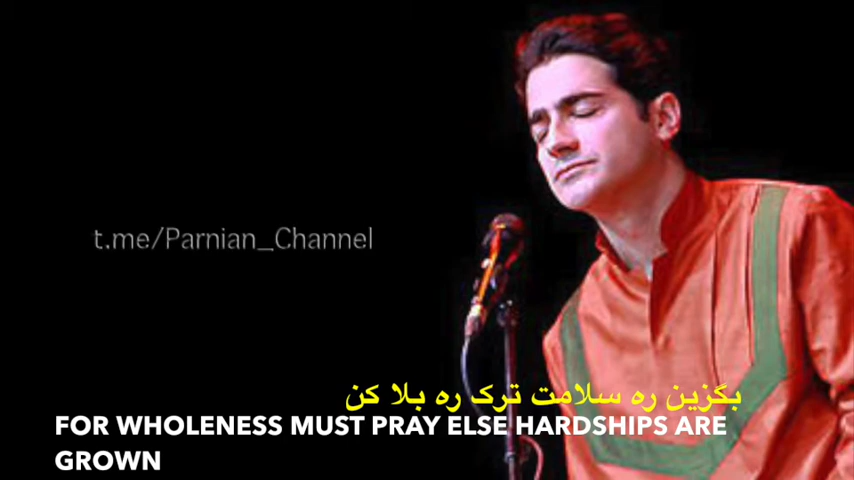 t.me/Parnian_Channel
بگزین ره سلامت ترک ره بلا کن
FOR WHOLENESS MUST PRAY ELSE HARDSHIPS ARE
GROWN